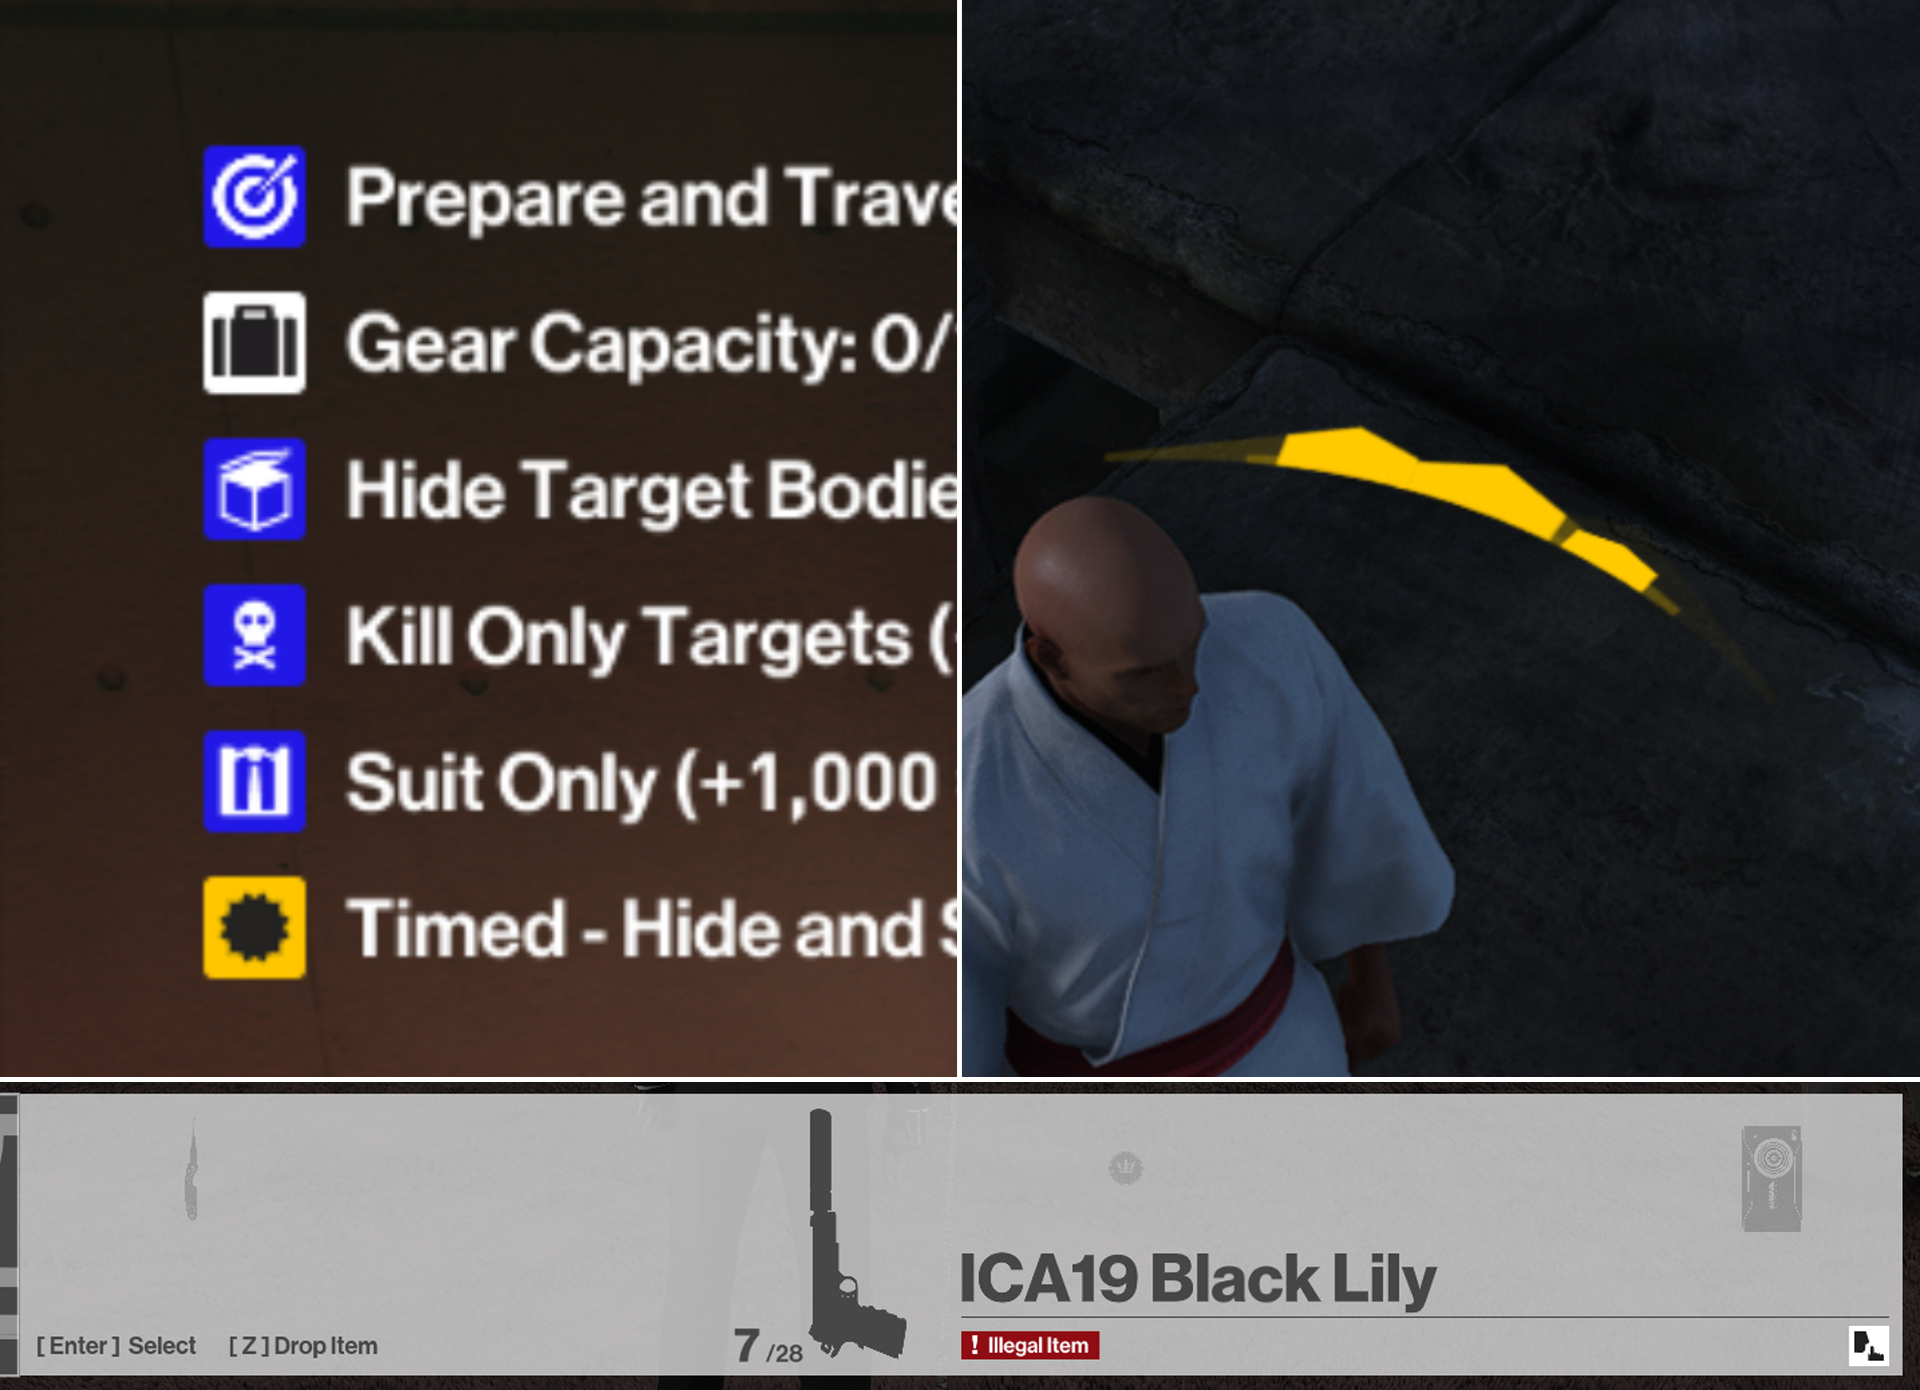 Prepare and Trave
Gear Capacity: 0/
Hide Target Bodie
Kill Only Targets (
Suit Only (+1,000
Timed - Hide and S
ICA19 Black Lily
[ Enter ] Select [ Z ] Drop Item
7 /28
! Illegal Item